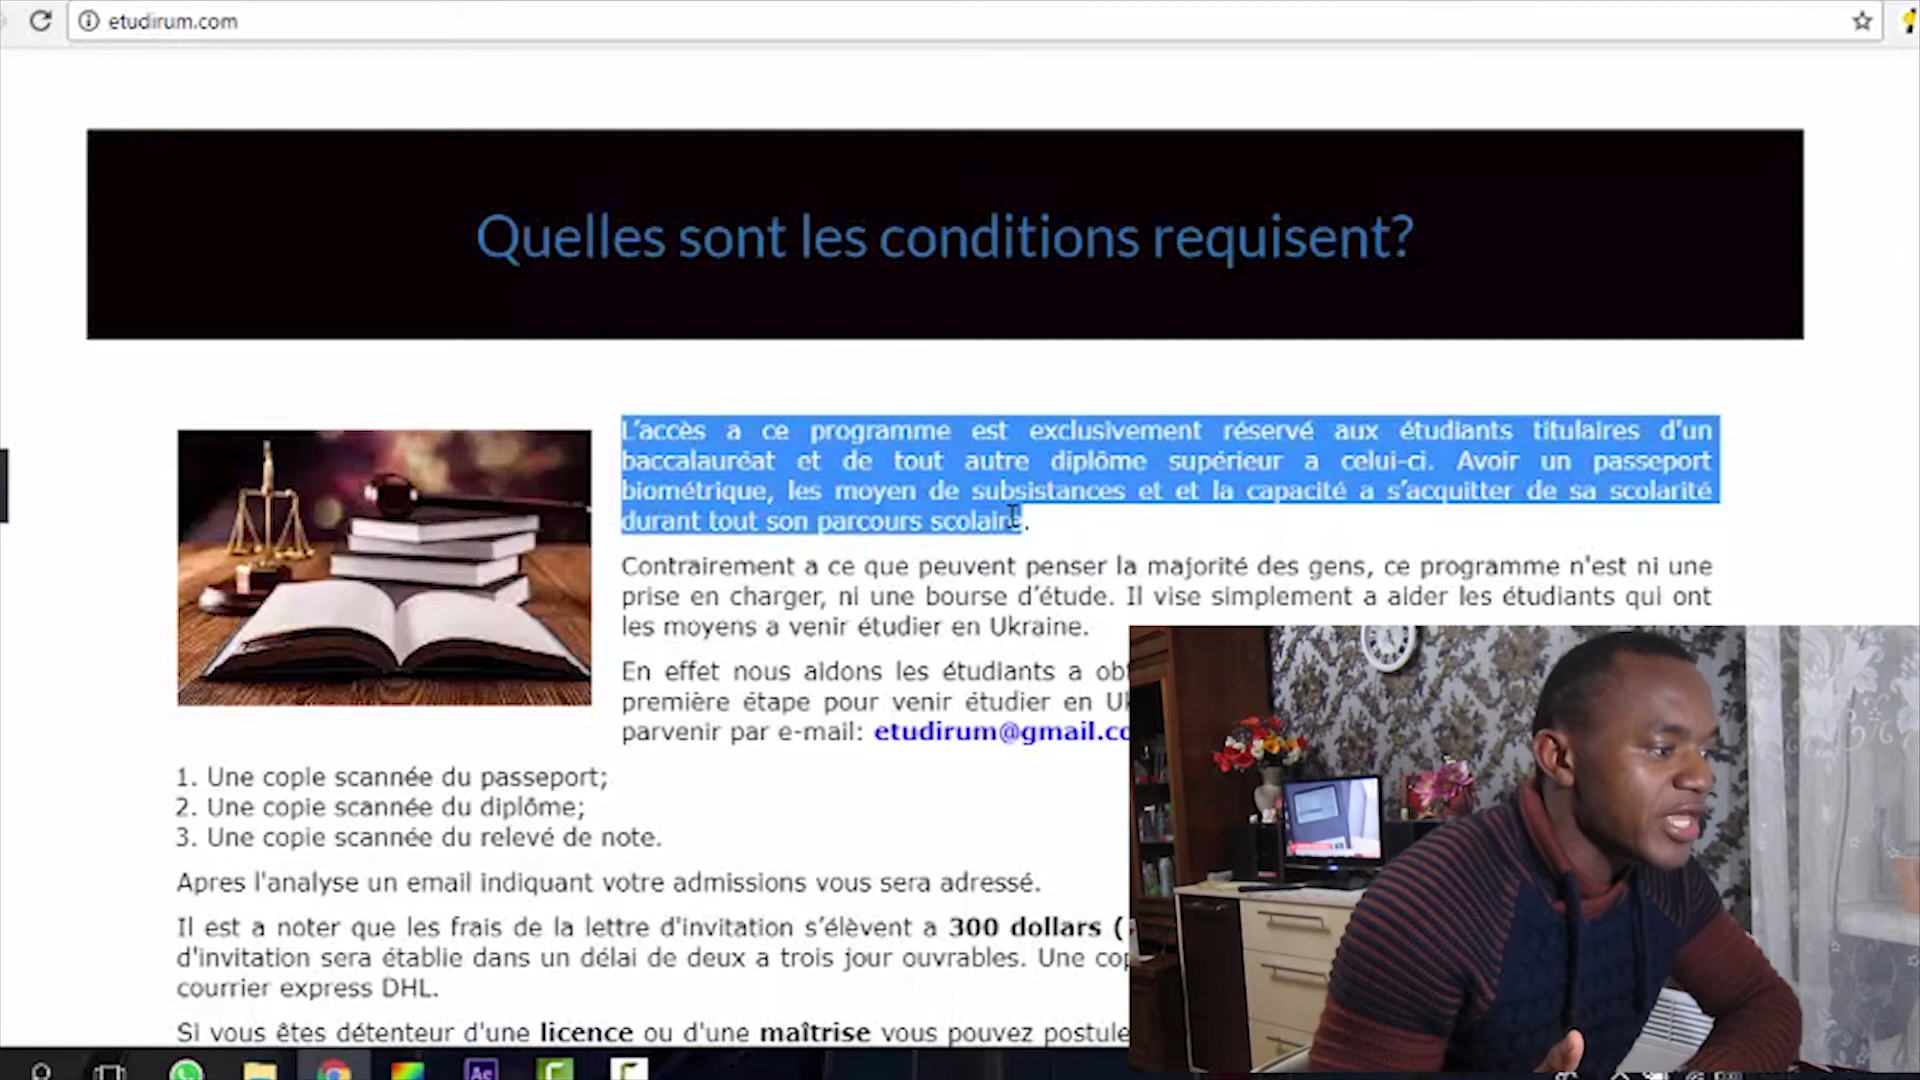 etudirum.com
Quelles sont les conditions requisent?
L'accès a ce programme est exclusivement réservé aux étudiants titulaires d'un
baccalauréat et de tout autre diplôme supérieur a celui-ci. Avoir un passeport
biométrique, les moyen de subsistances et et la capacité a s'acquitter de sa scolarité
durant tout son parcours scolaire.
Contrairement a ce que peuvent penser la majorité des gens, ce programme n'est ni une
prise en charger, ni une bourse d'étude. Il vise simplement a aider les étudiants qui ont
les moyens a venir étudier en Ukraine.
En effet nous aidons les étudiants a
première étape pour venir étudier en
parvenir par e-mail: etudirum@gmail.co
1. Une copie scannée du passeport;
2. Une copie scannée du diplôme;
3. Une copie scannée du relevé de note.
Apres l'analyse un email indiquant votre admissions vous sera adressé.
Il est a noter que les frais de la lettre d'invitation s'élèvent a 300 dollars (
d'invitation sera établie dans un délai de deux a trois jour ouvrables. Une
courrier express DHL.
Si vous êtes détenteur d'une licence ou d'une maîtrise vous pouvez
As